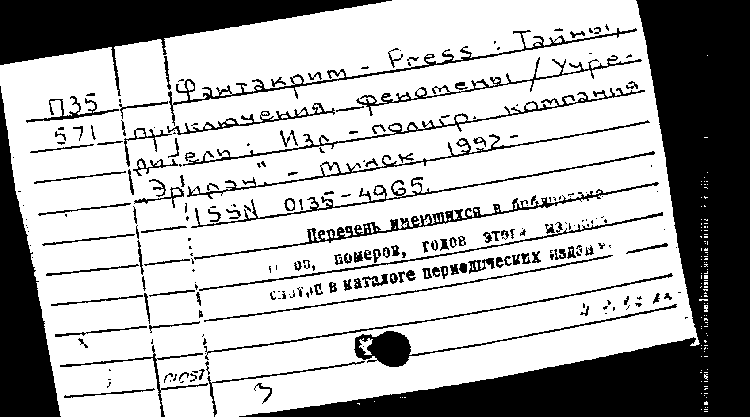 П35
571
Фантакрим - Press : Тайны,
приключения, феномены / Учре-
дитель : Изд.-полигр. компания
"Эридан". - Минск, 1992-
ISSN 0135-4965.
Перечень имеющихся в библиотеке
номеров, годов этого издания
смотри в каталоге периодических изданий